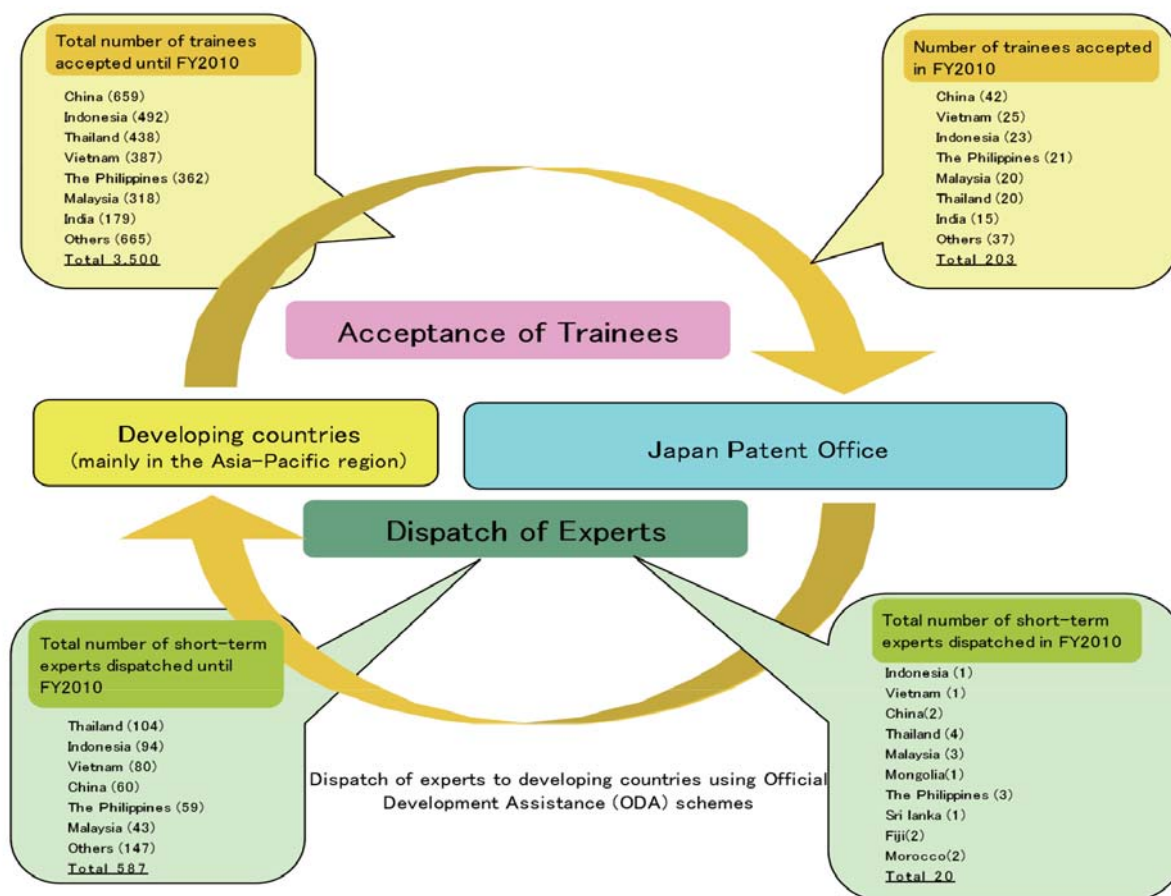 Total number of trainees
accepted until FY2010
China (659)
Indonesia (492)
Thailand (438)
Vietnam (387)
The Philippines (362)
Malaysia (318)
India (179)
Others (665)
Total 3,500
Number of trainees accepted
in FY2010
China (42)
Vietnam (25)
Indonesia (23)
The Philippines (21)
Malaysia (20)
Thailand (20)
India (15)
Others (37)
Total 203
Acceptance of Trainees
Developing countries
(mainly in the Asia-Pacific region)
Japan Patent Office
Dispatch of Experts
Total number of short-term
experts dispatched until
FY2010
Thailand (104)
Indonesia (94)
Vietnam (80)
China (60)
The Philippines (59)
Malaysia (43)
Others (147)
Total 587
Dispatch of experts to developing countries using Official
Development Assistance (ODA) schemes
Total number of short-term
experts dispatched in FY2010
Indonesia (1)
Vietnam (1)
China(2)
Thailand (4)
Malaysia (3)
Mongolia(1)
The Philippines (3)
Sri lanka (1)
Fiji(2)
Morocco(2)
Total 20